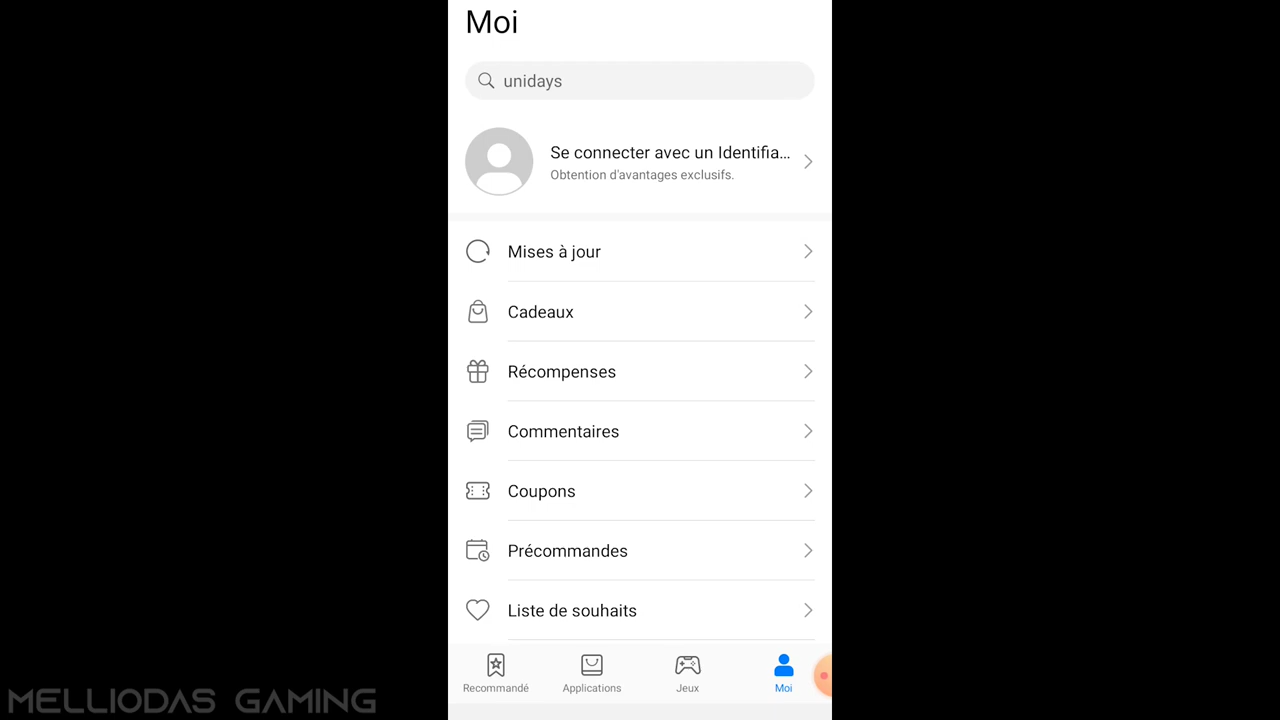 Moi
unidays
Se connecter avec un Identifia...
Obtention d'avantages exclusifs.
Mises à jour
Cadeaux
Récompenses
Commentaires
Coupons
Précommandes
Liste de souhaits
Recommandé
Applications
Jeux
Moi
MELLIODAS GAMING